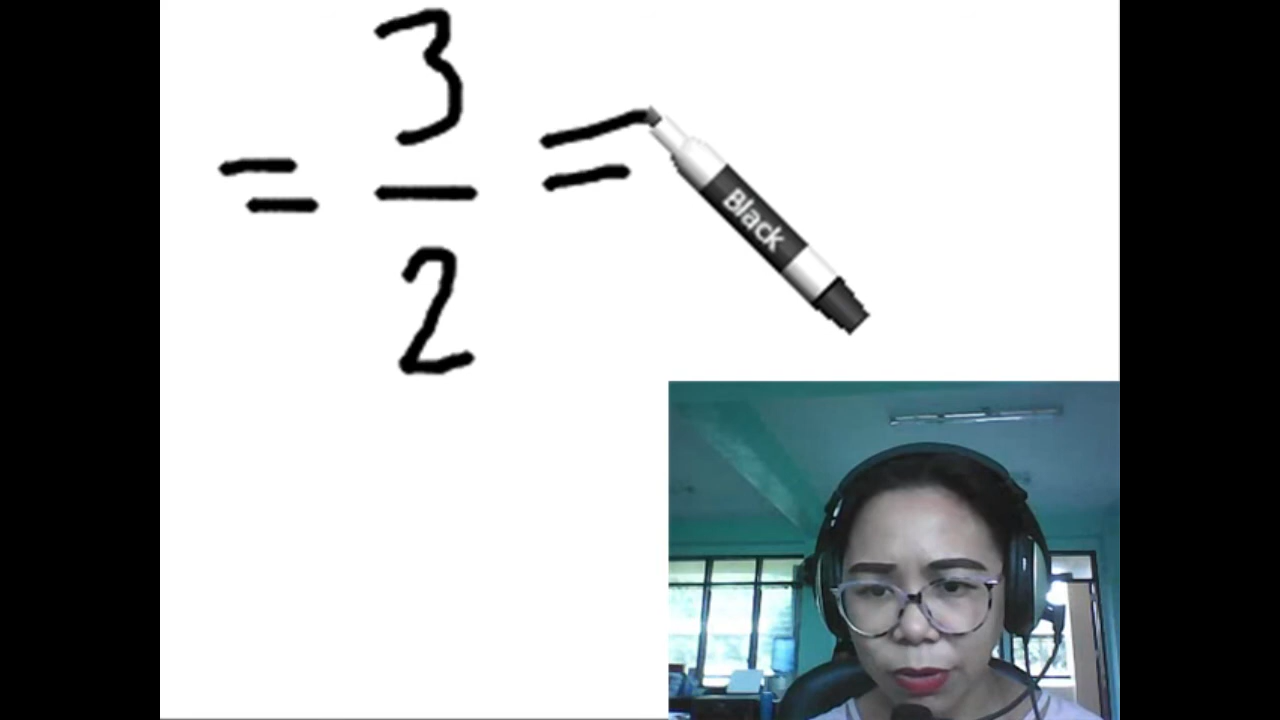 = 3/2 =
Black